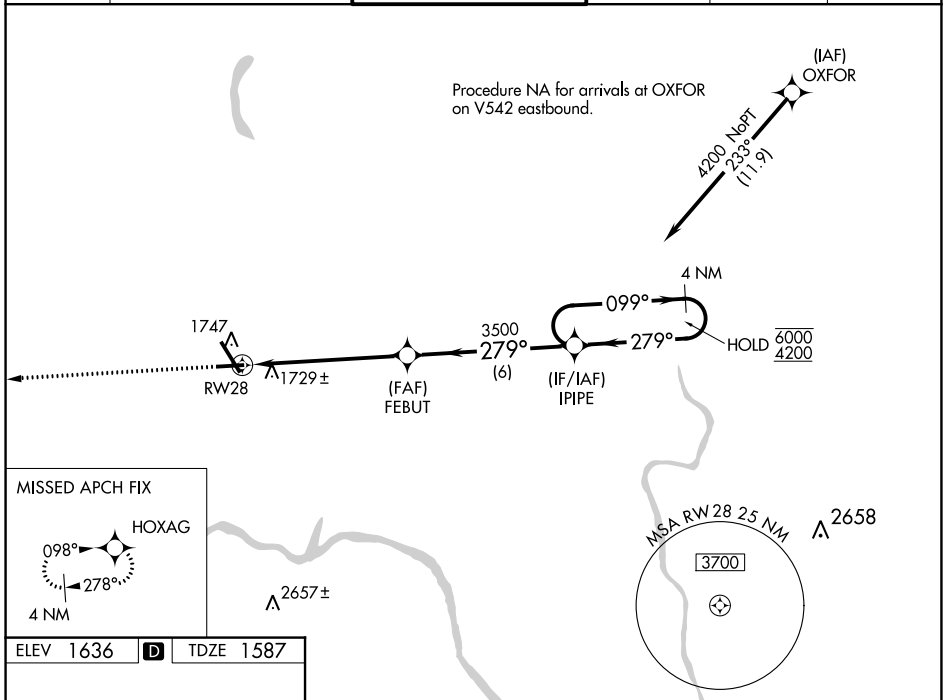 (IAF)
OXFOR
Procedure NA for arrivals at OXFOR
on V542 eastbound.
4200 NoPT
233°
(11.9)
4 NM
099°
279°
HOLD 6000
4200
3500
279°
(6)
(IF/IAF)
IPIPE
1747
RW28
1729±
(FAF)
FEBUT
MISSED APCH FIX
HOXAG
098°
278°
4 NM
2657±
MSA RW28 25 NM
3700
2658
ELEV 1636 D TDZE 1587